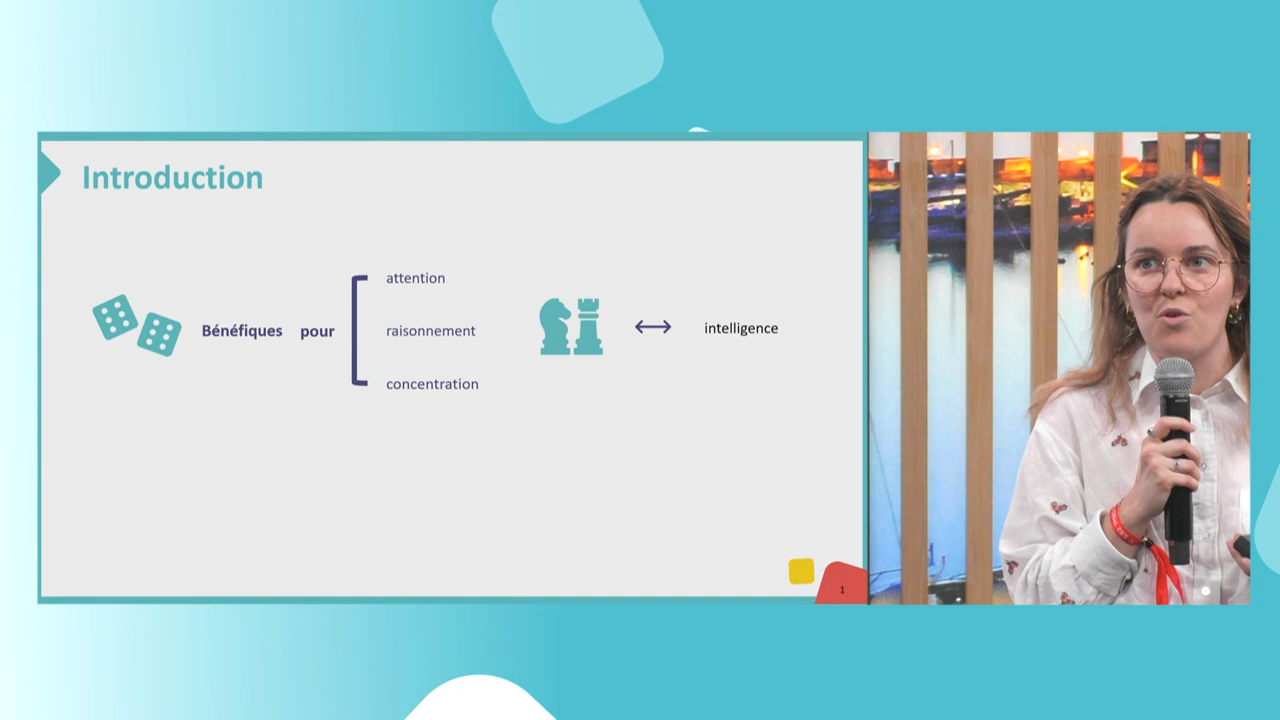 Introduction
attention
Bénéfiques pour
raisonnement
concentration
intelligence
1